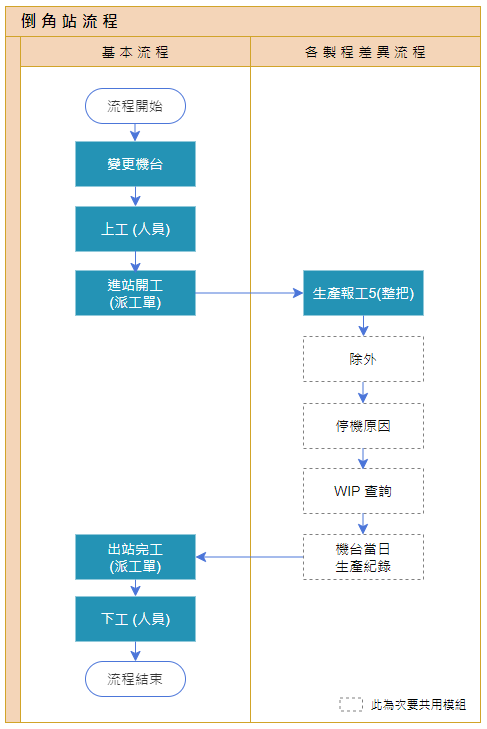 倒角站流程
基本流程
各製程差異流程
流程開始
變更機台
上工 (人員)
進站開工
(派工單)
生產報工5(整把)
除外
停機原因
WIP 查詢
機台當日
生產紀錄
出站完工
(派工單)
下工 (人員)
流程結束
此為次要共用模組